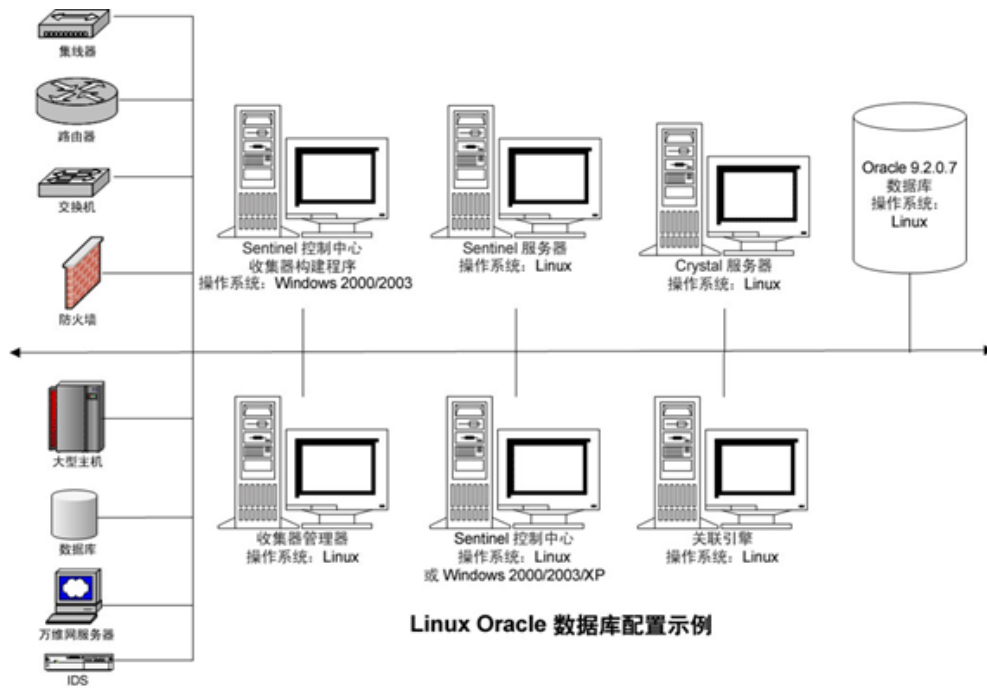 集线器
路由器
交换机
防火墙
大型主机
数据库
万维网服务器
IDS
Sentinel 控制中心
收集器构建程序
操作系统：Windows 2000/2003
Sentinel 服务器
操作系统：Linux
Crystal 服务器
操作系统：Linux
Oracle 9.2.0.7
数据库
操作系统：
Linux
收集器管理器
操作系统：Linux
Sentinel 控制中心
操作系统：Linux
或 Windows 2000/2003/XP
关联引擎
操作系统：Linux
Linux Oracle 数据库配置示例